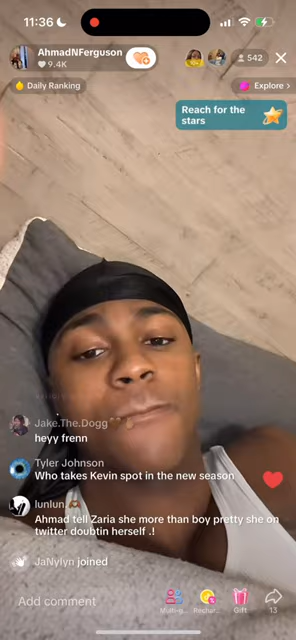 11:36
AhmadNFerguson
9.4K
542
Daily Ranking
Explore >
Reach for the
stars
Jake.The.Dogg
heyy frenn
Tyler Johnson
Who takes Kevin spot in the new season
lunlun.
Ahmad tell Zaria she more than boy pretty she on
twitter doubtin herself .!
JaNylyn joined
Add comment
Multi-g...
Rechar...
Gift
13